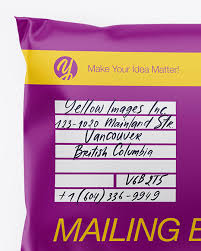 Make Your Idea Matter!
Yellow Images Inc
123-1020 Mainland Str.
Vancouver
British Columbia
V6B 2T5
+1 (604) 336-9949
MAILING B